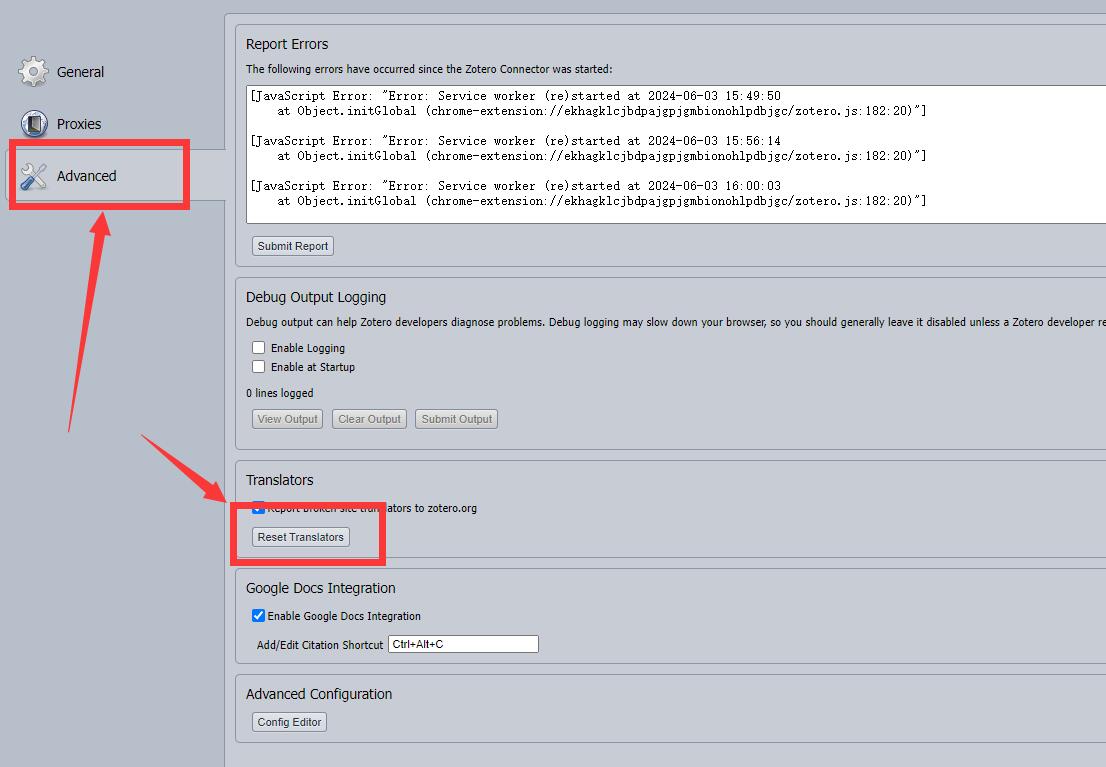 General
Proxies
Advanced
Report Errors
The following errors have occurred since the Zotero Connector was started:
[JavaScript Error: "Error: Service worker (re)started at 2024-06-03 15:49:50
at Object.initGlobal (chrome-extension://ekhagklcjbdpajgpjgmbionohlpdbjgc/zotero.js:182:20)"]
[JavaScript Error: "Error: Service worker (re)started at 2024-06-03 15:56:14
at Object.initGlobal (chrome-extension://ekhagklcjbdpajgpjgmbionohlpdbjgc/zotero.js:182:20)"]
[JavaScript Error: "Error: Service worker (re)started at 2024-06-03 16:00:03
at Object.initGlobal (chrome-extension://ekhagklcjbdpajgpjgmbionohlpdbjgc/zotero.js:182:20)"]
Submit Report
Debug Output Logging
Debug output can help Zotero developers diagnose problems. Debug logging may slow down your browser, so you should generally leave it disabled unless a Zotero developer re
Enable Logging
Enable at Startup
0 lines logged
View Output Clear Output Submit Output
Translators
Report broken site translators to zotero.org
Reset Translators
Google Docs Integration
Enable Google Docs Integration
Add/Edit Citation Shortcut Ctrl+Alt+C
Advanced Configuration
Config Editor